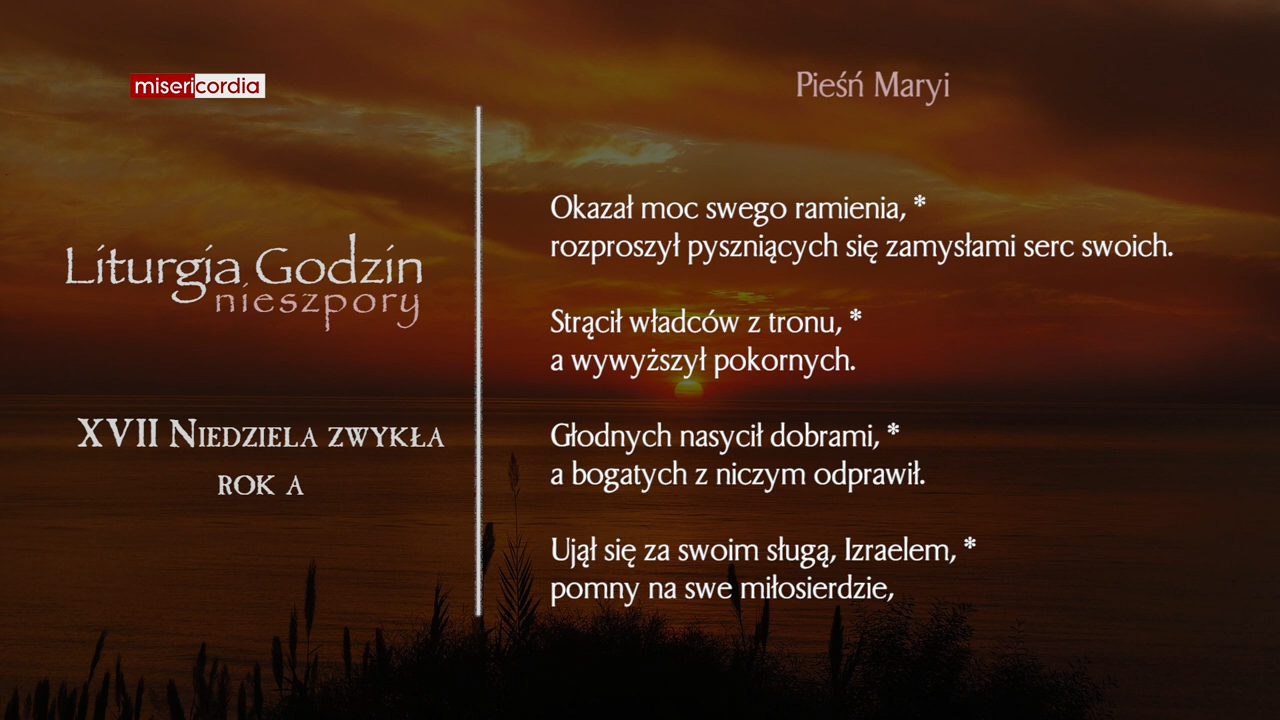 misericordia
Pieśń Maryi
Liturgia Godzin
nieszpory
XVII Niedziela zwykła
rok a
Okazał moc swego ramienia, *
rozproszył pyszniących się zamysłami serc swoich.
Strącił władców z tronu, *
a wywyższył pokornych.
Głodnych nasycił dobrami, *
a bogatych z niczym odprawił.
Ujął się za swoim sługą, Izraelem, *
pomny na swe miłosierdzie,